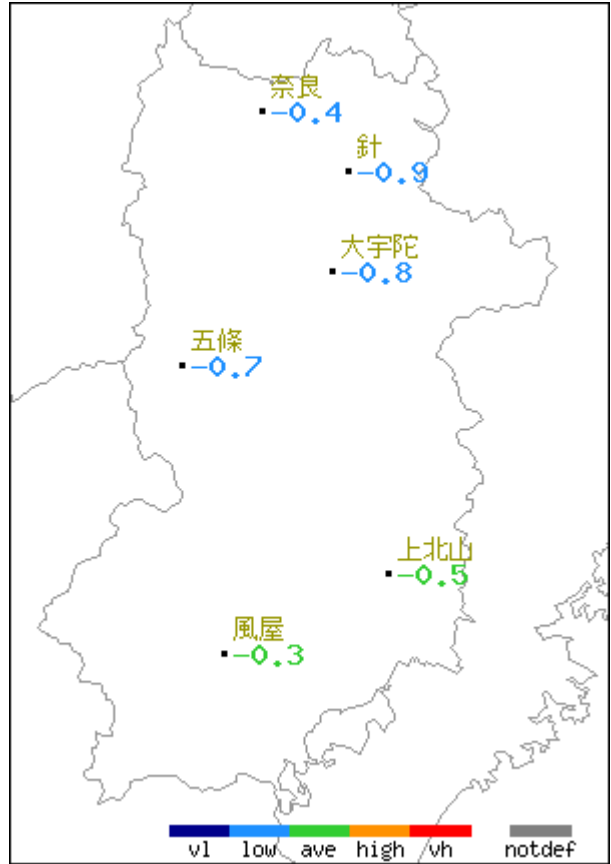 奈良
-0.4
針
-0.9
大宇陀
-0.8
五條
-0.7
上北山
-0.5
風屋
-0.3
vl low ave high vh notdef